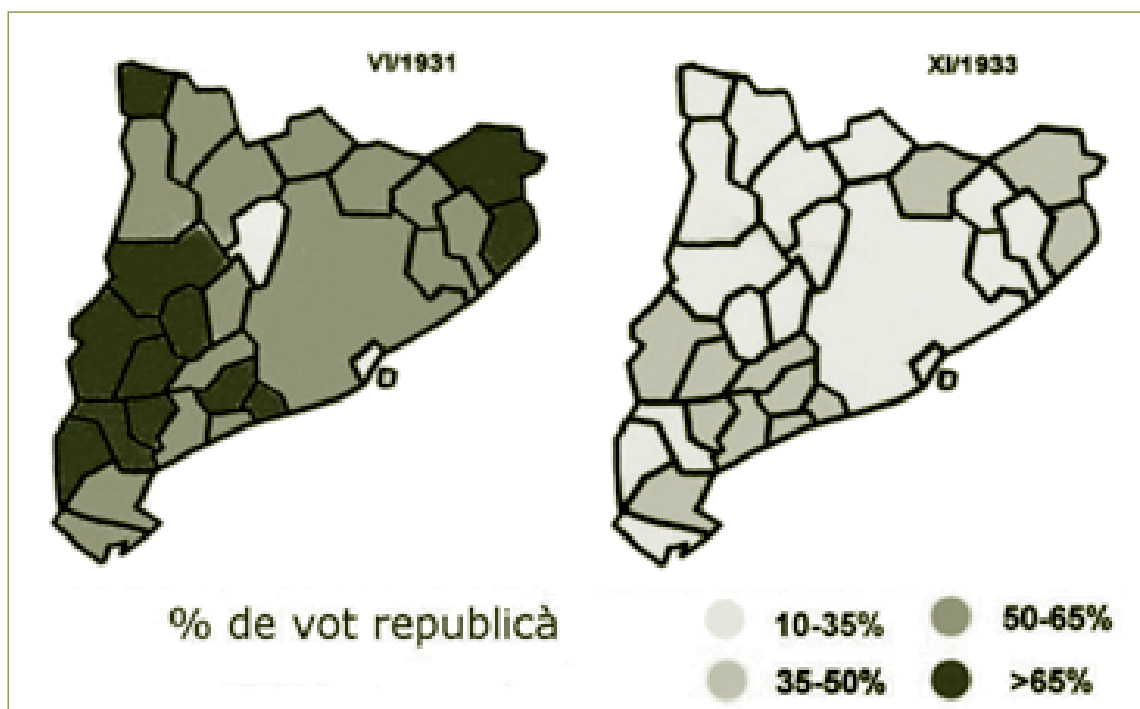 VI/1931
XI/1933
% de vot republicà
10-35%
50-65%
35-50%
>65%